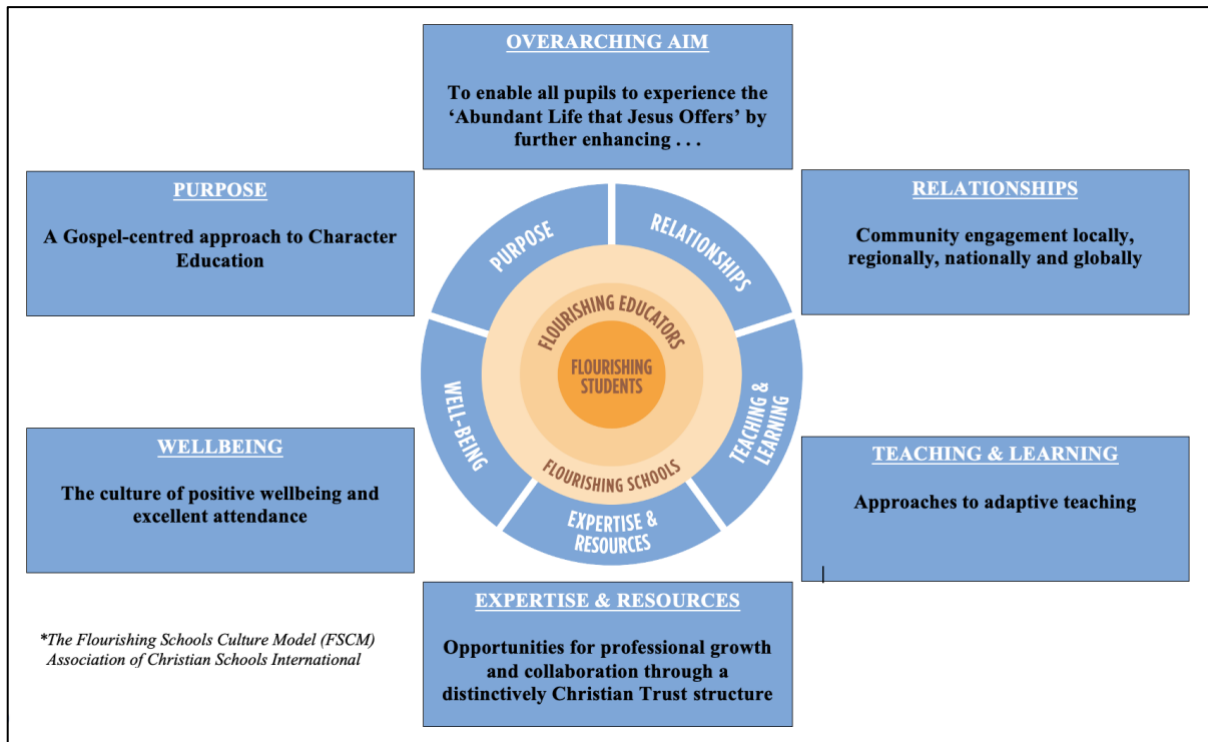 OVERARCHING AIM
To enable all pupils to experience the
‘Abundant Life that Jesus Offers’ by
further enhancing . . .
PURPOSE
A Gospel-centred approach to Character
Education
RELATIONSHIPS
Community engagement locally,
regionally, nationally and globally
PURPOSE
RELATIONSHIPS
FLOURISHING EDUCATORS
FLOURISHING
STUDENTS
WELL-BEING
TEACHING &
LEARNING
FLOURISHING SCHOOLS
EXPERTISE &
RESOURCES
WELLBEING
The culture of positive wellbeing and
excellent attendance
TEACHING & LEARNING
Approaches to adaptive teaching
EXPERTISE & RESOURCES
Opportunities for professional growth
and collaboration through a
distinctively Christian Trust structure
*The Flourishing Schools Culture Model (FSCM)
Association of Christian Schools International